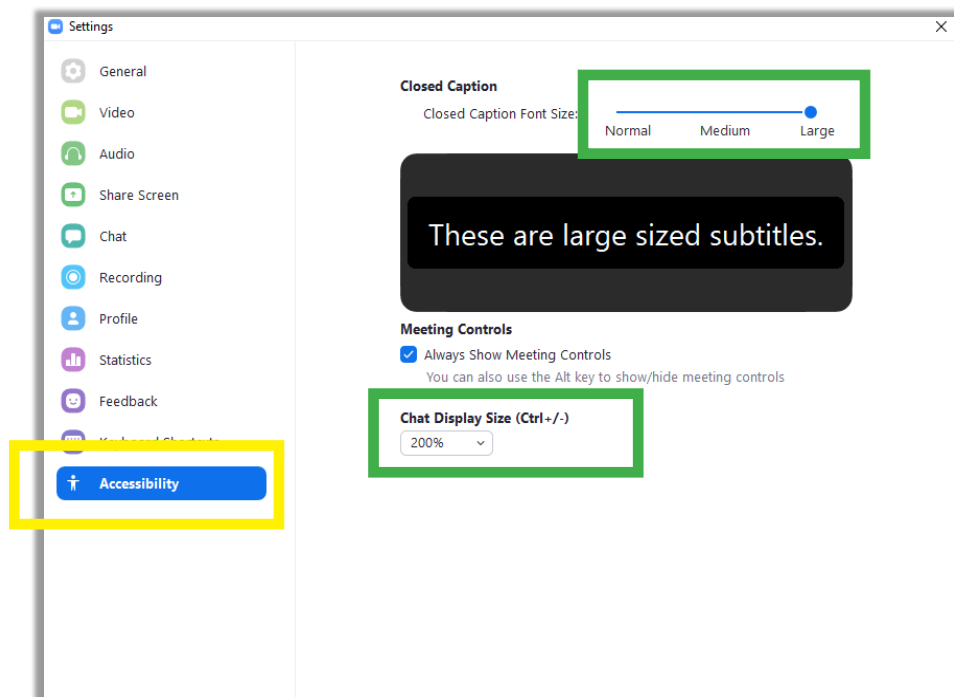 Settings
General
Video
Audio
Share Screen
Chat
Recording
Profile
Statistics
Feedback
Keyboard Shortcuts
Accessibility
Closed Caption
Closed Caption Font Size:
Normal Medium Large
These are large sized subtitles.
Meeting Controls
Always Show Meeting Controls
You can also use the Alt key to show/hide meeting controls
Chat Display Size (Ctrl+/-)
200%